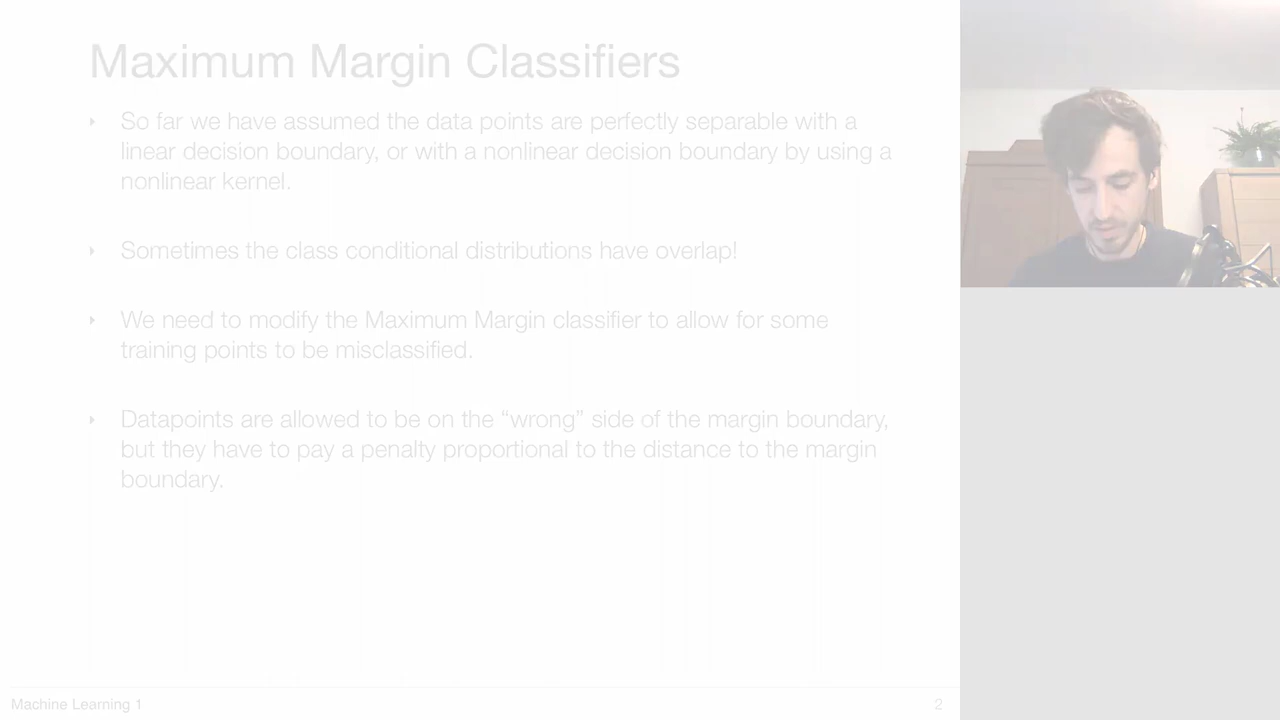 Maximum Margin Classifiers
‣ So far we have assumed the data points are perfectly separable with a
linear decision boundary, or with a nonlinear decision boundary by using a
nonlinear kernel.
‣ Sometimes the class conditional distributions have overlap!
‣ We need to modify the Maximum Margin classifier to allow for some
training points to be misclassified.
‣ Datapoints are allowed to be on the “wrong” side of the margin boundary,
but they have to pay a penalty proportional to the distance to the margin
boundary.
Machine Learning 1
2